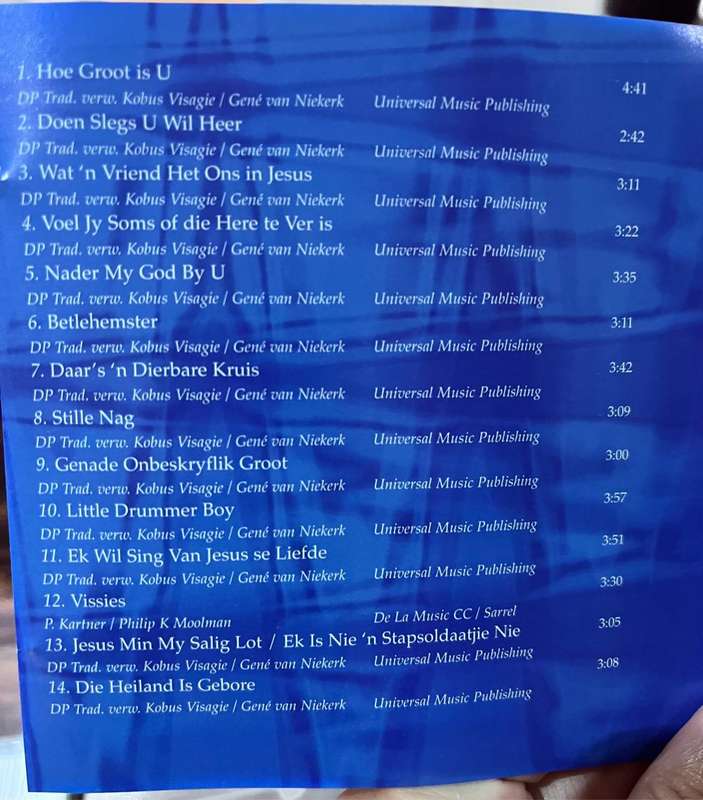 1. Hoe Groot is U 4:41
DP Trad. verw. Kobus Visagie / Gené van Niekerk Universal Music Publishing
2. Doen Slegs U Wil Heer 2:42
DP Trad. verw. Kobus Visagie / Gené van Niekerk Universal Music Publishing
3. Wat 'n Vriend Het Ons in Jesus 3:11
DP Trad. verw. Kobus Visagie / Gené van Niekerk Universal Music Publishing
4. Voel Jy Soms of die Here te Ver is 3:22
DP Trad. verw. Kobus Visagie / Gené van Niekerk Universal Music Publishing
5. Nader My God By U 3:35
DP Trad. verw. Kobus Visagie / Gené van Niekerk Universal Music Publishing
6. Betlehemster 3:11
DP Trad. verw. Kobus Visagie / Gené van Niekerk Universal Music Publishing
7. Daar's 'n Dierbare Kruis 3:42
DP Trad. verw. Kobus Visagie / Gené van Niekerk Universal Music Publishing
8. Stille Nag 3:09
DP Trad. verw. Kobus Visagie / Gené van Niekerk Universal Music Publishing
9. Genade Onbeskryflik Groot 3:00
DP Trad. verw. Kobus Visagie / Gené van Niekerk Universal Music Publishing
10. Little Drummer Boy 3:57
DP Trad. verw. Kobus Visagie / Gené van Niekerk Universal Music Publishing
11. Ek Wil Sing Van Jesus se Liefde 3:51
DP Trad. verw. Kobus Visagie / Gené van Niekerk Universal Music Publishing
12. Vissies 3:30
P. Kartner / Philip K Moolman De La Music CC / Sarrel
13. Jesus Min My Salig Lot / Ek Is Nie 'n Stapsoldaatjie Nie 3:05
DP Trad. verw. Kobus Visagie / Gené van Niekerk Universal Music Publishing
14. Die Heiland Is Gebore 3:08
DP Trad. verw. Kobus Visagie / Gené van Niekerk Universal Music Publishing